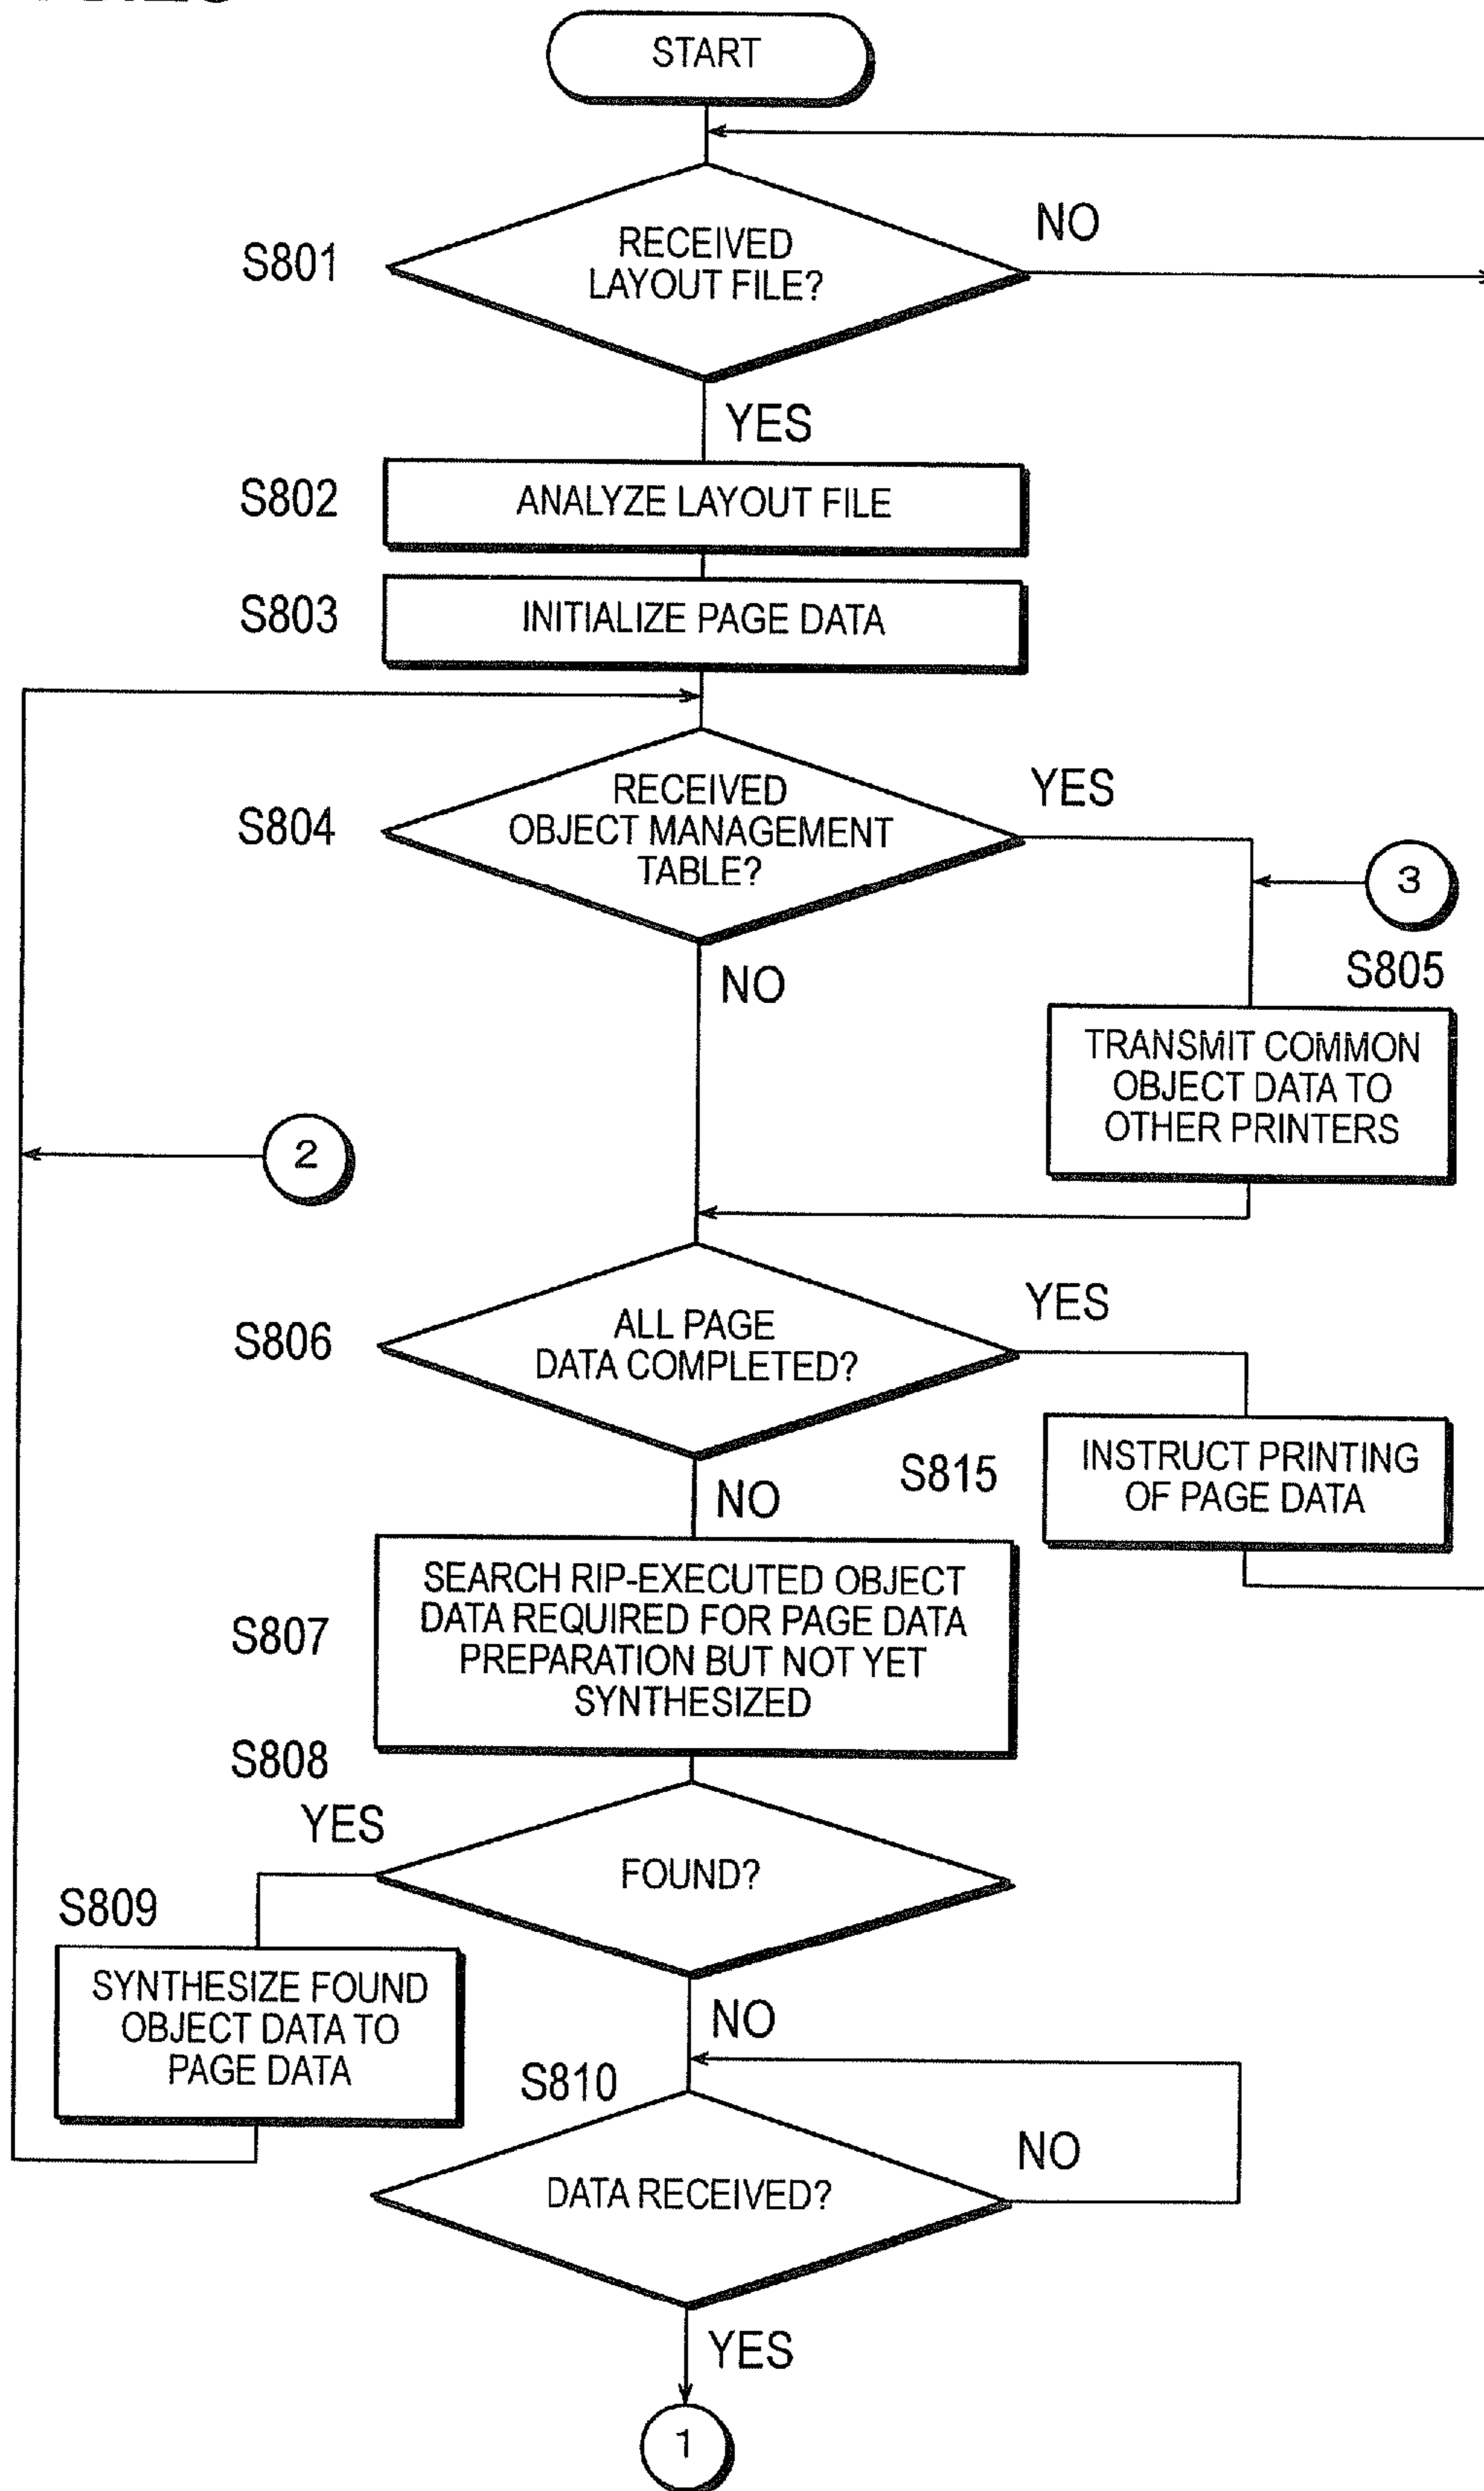 START
S801
RECEIVED
LAYOUT FILE?
NO
YES
S802
ANALYZE LAYOUT FILE
S803
INITIALIZE PAGE DATA
S804
RECEIVED
OBJECT MANAGEMENT
TABLE?
YES
3
NO
S805
TRANSMIT COMMON
OBJECT DATA TO
OTHER PRINTERS
2
S806
ALL PAGE
DATA COMPLETED?
YES
NO
S815
INSTRUCT PRINTING
OF PAGE DATA
S807
SEARCH RIP-EXECUTED OBJECT
DATA REQUIRED FOR PAGE DATA
PREPARATION BUT NOT YET
SYNTHESIZED
S808
YES
FOUND?
S809
SYNTHESIZE FOUND
OBJECT DATA TO
PAGE DATA
NO
S810
DATA RECEIVED?
NO
YES
1